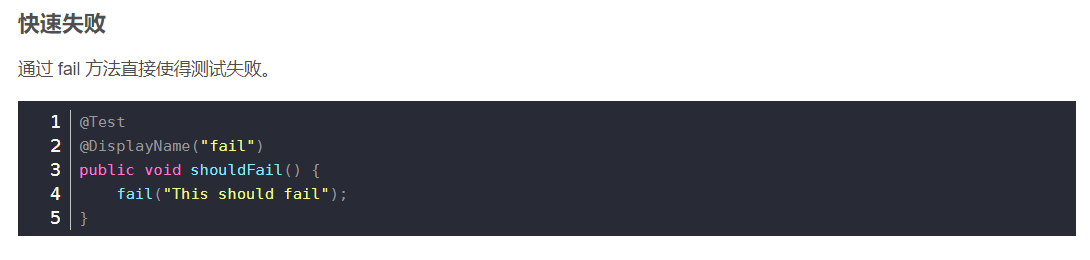 快速失败
通过 fail 方法直接使得测试失败。
1 @Test
2 @DisplayName("fail")
3 public void shouldFail() {
4     fail("This should fail");
5 }